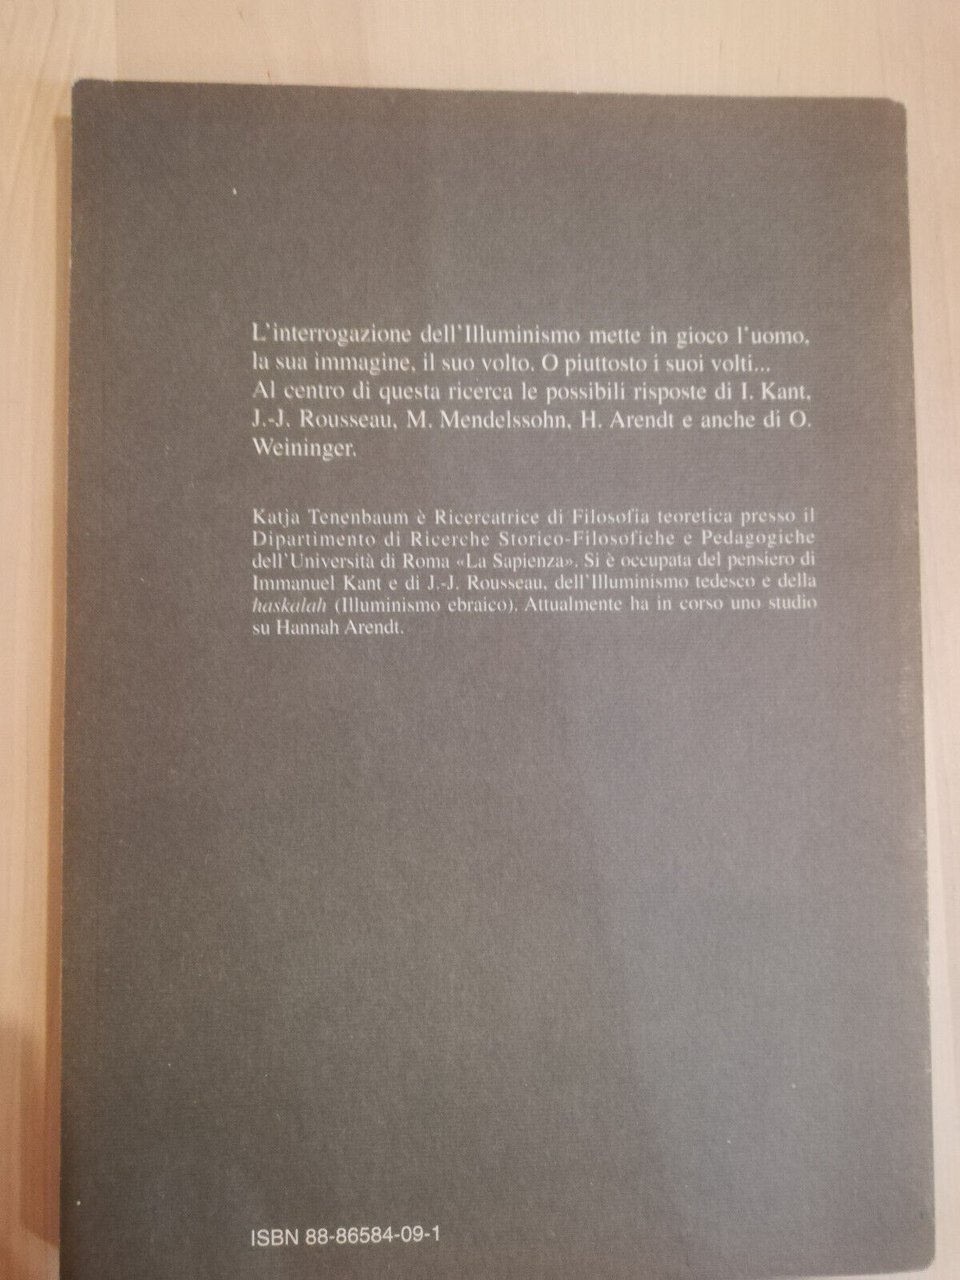 L'interrogazione dell'Illuminismo mette in gioco l'uomo,
la sua immagine, il suo volto. O piuttosto i suoi volti...
Al centro di questa ricerca le possibili risposte di I. Kant,
J.-J. Rousseau, M. Mendelssohn, H. Arendt e anche di O.
Weininger.
Katja Tenenbaum è Ricercatrice di Filosofia teoretica presso il
Dipartimento di Ricerche Storico-Filosofiche e Pedagogiche
dell'Università di Roma «La Sapienza». Si è occupata del pensiero di
Immanuel Kant e di J.-J. Rousseau, dell'Illuminismo tedesco e della
haskalah (Illuminismo ebraico). Attualmente ha in corso uno studio
su Hannah Arendt.
ISBN 88-86584-09-1